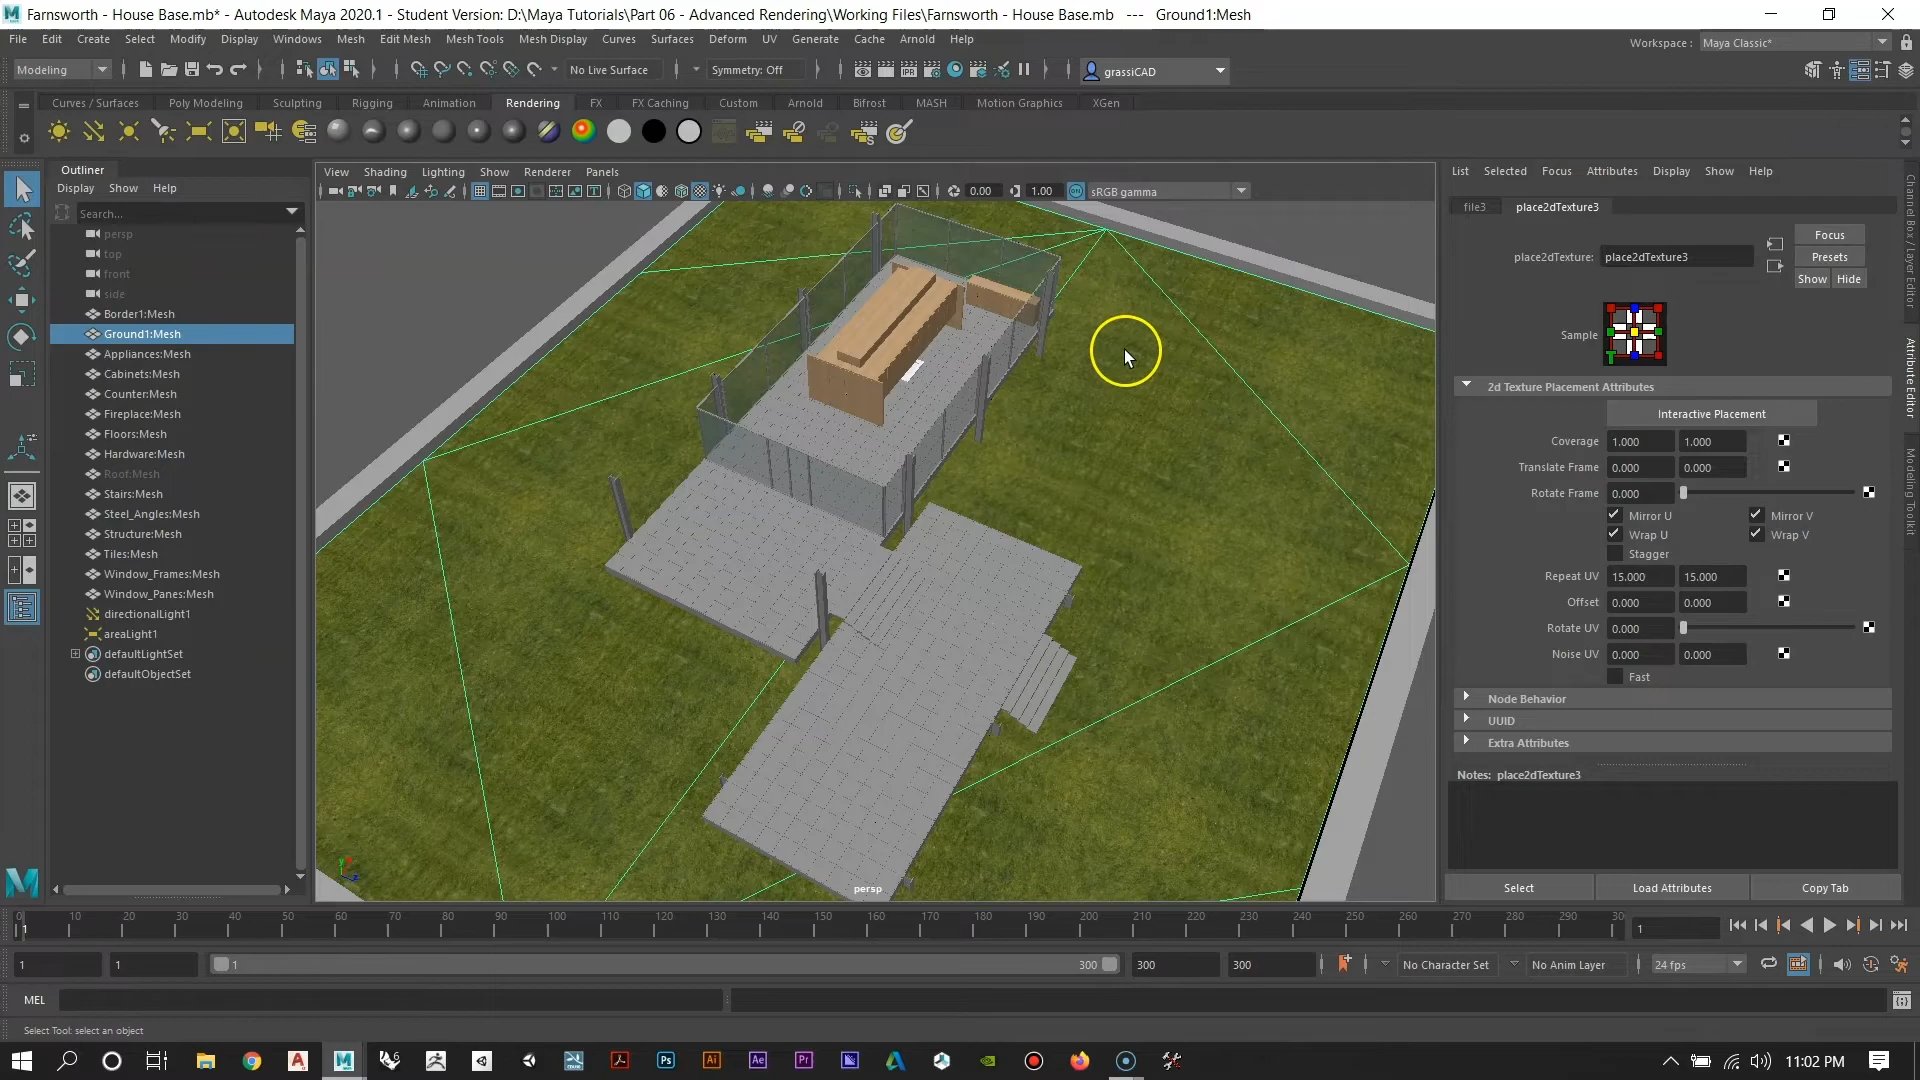 Farnsworth - House Base.mb* - Autodesk Maya 2020.1 - Student Version: D:\Maya Tutorials\Part 06 - Advanced Rendering\Working Files\Farnsworth - House Base.mb   ---   Ground1:Mesh
File Edit Create Select Modify Display Windows Mesh Edit Mesh Mesh Tools Mesh Display Curves Surfaces Deform UV Generate Cache Arnold Help
Workspace : Maya Classic*
Modeling No Live Surface Symmetry: Off grassiCAD
Curves / Surfaces Poly Modeling Sculpting Rigging Animation Rendering FX FX Caching Custom Arnold Bifrost MASH Motion Graphics XGen
Outliner
Display Show Help
Search...
persp
top
front
side
Border1:Mesh
Ground1:Mesh
Appliances:Mesh
Cabinets:Mesh
Counter:Mesh
Fireplace:Mesh
Floors:Mesh
Hardware:Mesh
Roof:Mesh
Stairs:Mesh
Steel_Angles:Mesh
Structure:Mesh
Tiles:Mesh
Window_Frames:Mesh
Window_Panes:Mesh
directionalLight1
areaLight1
defaultLightSet
defaultObjectSet
View Shading Lighting Show Renderer Panels
0.00 1.00 sRGB gamma
persp
List Selected Focus Attributes Display Show Help
file3 place2dTexture3
Focus
place2dTexture: place2dTexture3
Presets
Show Hide
Sample
2d Texture Placement Attributes
Interactive Placement
Coverage 1.000 1.000
Translate Frame 0.000 0.000
Rotate Frame 0.000
Mirror U Mirror V
Wrap U Wrap V
Stagger
Repeat UV 15.000 15.000
Offset 0.000 0.000
Rotate UV 0.000
Noise UV 0.000 0.000
Fast
Node Behavior
UUID
Extra Attributes
Notes: place2dTexture3
Select Load Attributes Copy Tab
Channel Box / Layer Editor
Attribute Editor
Modeling Toolkit
0 10 20 30 40 50 60 70 80 90 100 110 120 130 140 150 160 170 180 190 200 210 220 230 240 250 260 270 280 290 30
1 1
1 1 1 300 300 300 No Character Set No Anim Layer 24 fps
MEL
Select Tool: select an object
11:02 PM